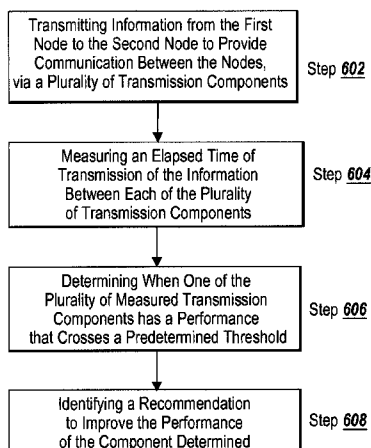 Transmitting Information from the First
Node to the Second Node to Provide
Communication Between the Nodes,
via a Plurality of Transmission Components
Step 602
Measuring an Elapsed Time of
Transmission of the Information
Between Each of the Plurality
of Transmission Components
Step 604
Determining When One of the
Plurality of Measured Transmission
Components has a Performance
that Crosses a Predetermined Threshold
Step 606
Identifying a Recommendation
to Improve the Performance
of the Component Determined
Step 608